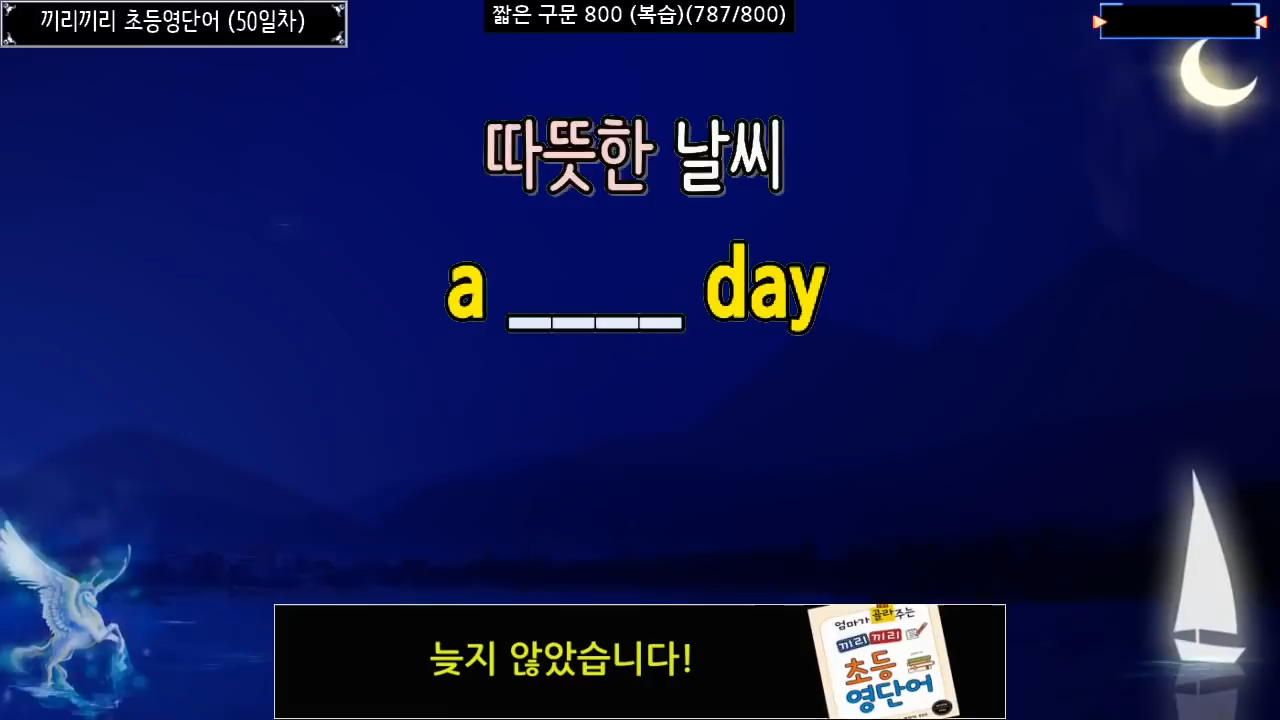 끼리끼리 초등영단어 (50일차)
짧은 구문 800 (복습)(787/800)
따뜻한 날씨
a ____ day
늦지 않았습니다!
엄마가 골라주는
끼리끼리
초등
영단어